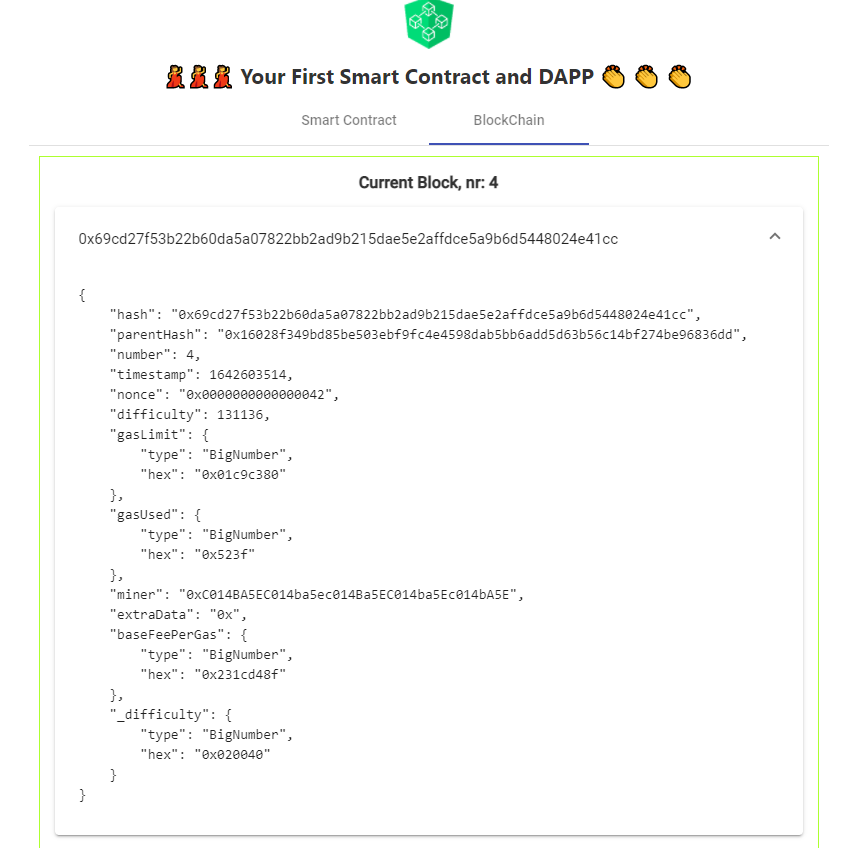 💃💃💃 Your First Smart Contract and DAPP 👏 👏 👏
Smart Contract BlockChain
Current Block, nr: 4
0x69cd27f53b22b60da5a07822bb2ad9b215dae5e2affdce5a9b6d5448024e41cc
{
    "hash": "0x69cd27f53b22b60da5a07822bb2ad9b215dae5e2affdce5a9b6d5448024e41cc",
    "parentHash": "0x16028f349bd85be503ebf9fc4e4598dab5bb6add5d63b56c14bf274be96836dd",
    "number": 4,
    "timestamp": 1642603514,
    "nonce": "0x0000000000000042",
    "difficulty": 131136,
    "gasLimit": {
        "type": "BigNumber",
        "hex": "0x01c9c380"
    },
    "gasUsed": {
        "type": "BigNumber",
        "hex": "0x523f"
    },
    "miner": "0xC014BA5EC014ba5ec014Ba5EC014ba5Ec014bA5E",
    "extraData": "0x",
    "baseFeePerGas": {
        "type": "BigNumber",
        "hex": "0x231cd48f"
    },
    "_difficulty": {
        "type": "BigNumber",
        "hex": "0x020040"
    }
}